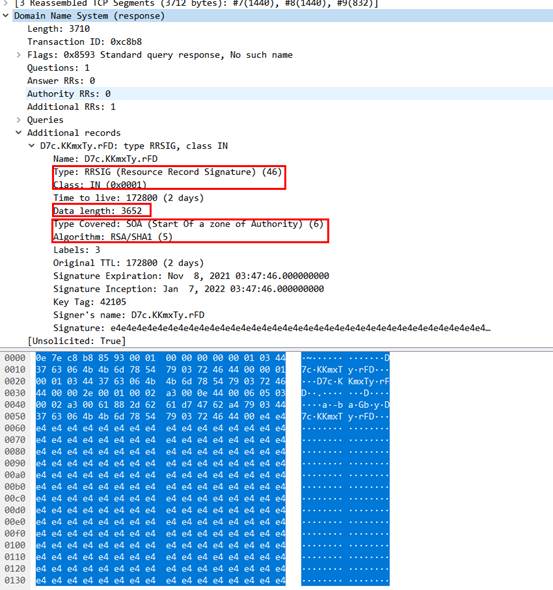 [3 Reassembled TCP Segments (3712 bytes): #7(1440), #8(1440), #9(832)]
Domain Name System (response)
Length: 3710
Transaction ID: 0xc8b8
Flags: 0x8593 Standard query response, No such name
Questions: 1
Answer RRs: 0
Authority RRs: 0
Additional RRs: 1
Queries
Additional records
D7c.KKmxTy.rFD: type RRSIG, class IN
Name: D7c.KKmxTy.rFD
Type: RRSIG (Resource Record Signature) (46)
Class: IN (0x0001)
Time to live: 172800 (2 days)
Data length: 3652
Type Covered: SOA (Start Of a zone of Authority) (6)
Algorithm: RSA/SHA1 (5)
Labels: 3
Original TTL: 172800 (2 days)
Signature Expiration: Nov  8, 2021 03:47:46.000000000
Signature Inception: Jan  7, 2022 03:47:46.000000000
Key Tag: 42105
Signer's name: D7c.KKmxTy.rFD
Signature: e4e4e4e4e4e4e4e4e4e4e4e4e4e4e4e4e4e4e4e4e4e4e4e4e4e4e4e4e4e4…
[Unsolicited: True]
0000 0e 7e c8 b8 85 93 00 01 00 00 00 00 00 01 03 44 ·~······ ·······D
0010 37 63 06 4b 4b 6d 78 54 79 03 72 46 44 00 00 01 7c·KKmxT y·rFD···
0020 00 01 03 44 37 63 06 4b 4b 6d 78 54 79 03 72 46 ···D7c·K KmxTy·rF
0030 44 00 00 2e 00 01 00 02 a3 00 0e 44 00 06 05 03 D··.···· ···D····
0040 00 02 a3 00 61 88 2d 62 61 d7 47 62 a4 79 03 44 ····a·-b a·Gb·y·D
0050 37 63 06 4b 4b 6d 78 54 79 03 72 46 44 00 e4 e4 7c·KKmxT y·rFD···
0060 e4 e4 e4 e4 e4 e4 e4 e4 e4 e4 e4 e4 e4 e4 e4 e4 ········ ········
0070 e4 e4 e4 e4 e4 e4 e4 e4 e4 e4 e4 e4 e4 e4 e4 e4 ········ ········
0080 e4 e4 e4 e4 e4 e4 e4 e4 e4 e4 e4 e4 e4 e4 e4 e4 ········ ········
0090 e4 e4 e4 e4 e4 e4 e4 e4 e4 e4 e4 e4 e4 e4 e4 e4 ········ ········
00a0 e4 e4 e4 e4 e4 e4 e4 e4 e4 e4 e4 e4 e4 e4 e4 e4 ········ ········
00b0 e4 e4 e4 e4 e4 e4 e4 e4 e4 e4 e4 e4 e4 e4 e4 e4 ········ ········
00c0 e4 e4 e4 e4 e4 e4 e4 e4 e4 e4 e4 e4 e4 e4 e4 e4 ········ ········
00d0 e4 e4 e4 e4 e4 e4 e4 e4 e4 e4 e4 e4 e4 e4 e4 e4 ········ ········
00e0 e4 e4 e4 e4 e4 e4 e4 e4 e4 e4 e4 e4 e4 e4 e4 e4 ········ ········
00f0 e4 e4 e4 e4 e4 e4 e4 e4 e4 e4 e4 e4 e4 e4 e4 e4 ········ ········
0100 e4 e4 e4 e4 e4 e4 e4 e4 e4 e4 e4 e4 e4 e4 e4 e4 ········ ········
0110 e4 e4 e4 e4 e4 e4 e4 e4 e4 e4 e4 e4 e4 e4 e4 e4 ········ ········
0120 e4 e4 e4 e4 e4 e4 e4 e4 e4 e4 e4 e4 e4 e4 e4 e4 ········ ········
0130 e4 e4 e4 e4 e4 e4 e4 e4 e4 e4 e4 e4 e4 e4 e4 e4 ········ ········